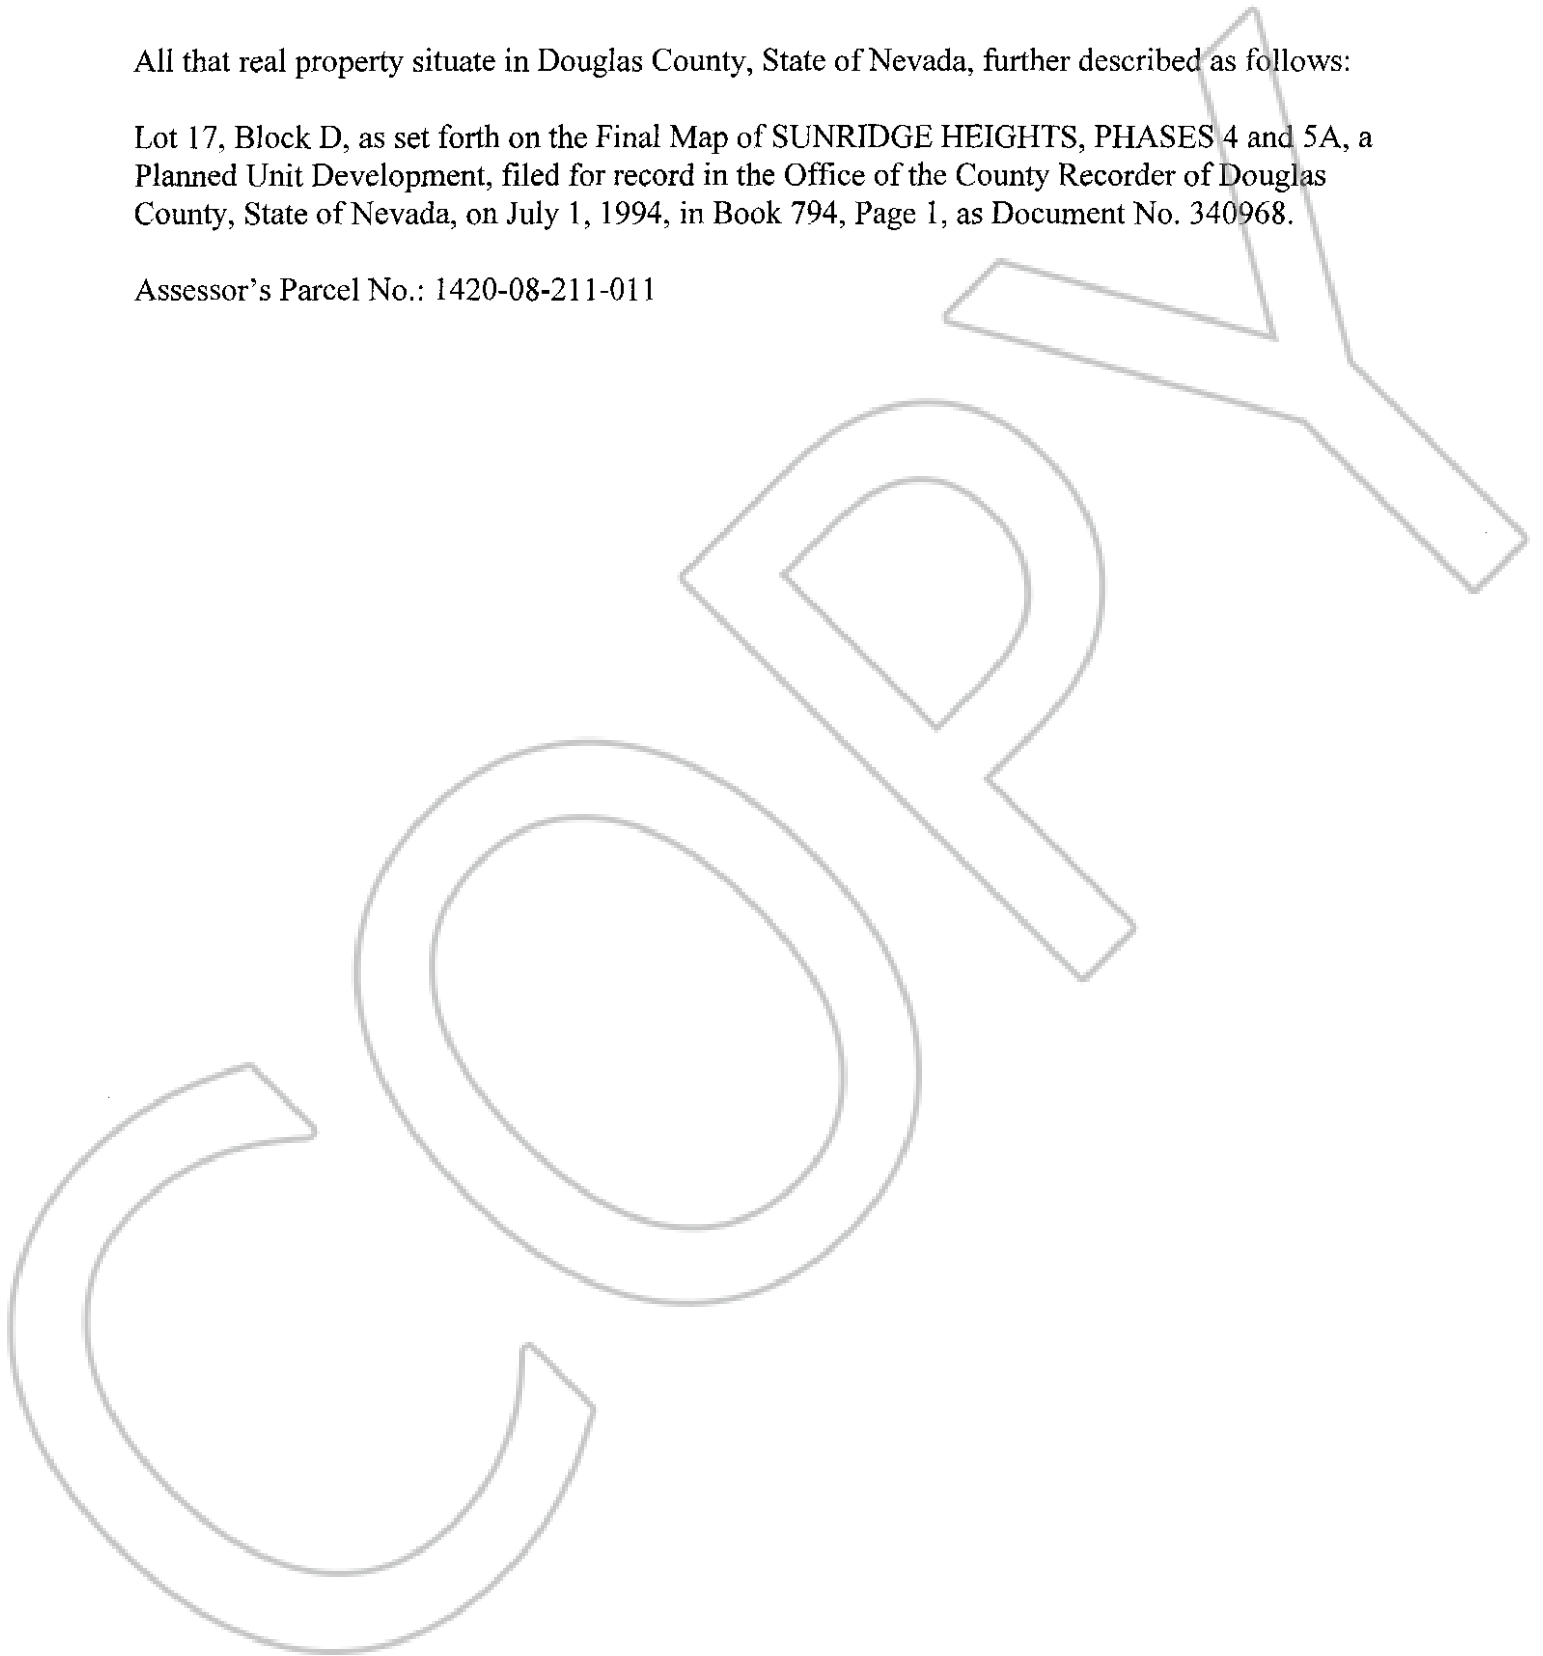 All that real property situate in Douglas County, State of Nevada, further described as follows:
Lot 17, Block D, as set forth on the Final Map of SUNRIDGE HEIGHTS, PHASES 4 and 5A, a
Planned Unit Development, filed for record in the Office of the County Recorder of Douglas
County, State of Nevada, on July 1, 1994, in Book 794, Page 1, as Document No. 340968.
Assessor’s Parcel No.: 1420-08-211-011
COPY